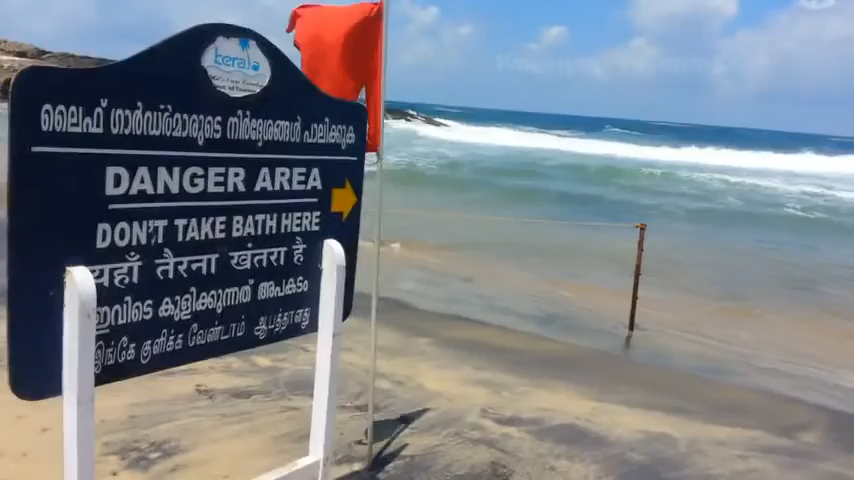 kerala
ലൈഫ് ഗാർഡ്മാരുടെ നിർദ്ദേശങ്ങൾ പാലിക്കുക
DANGER AREA
DON'T TAKE BATH HERE
यहाँ तैरना खतरा है
ഇവിടെ കുളിക്കുന്നത് അപകടം
இங்கே குளிக்க வேண்டாம் ஆபத்தானது